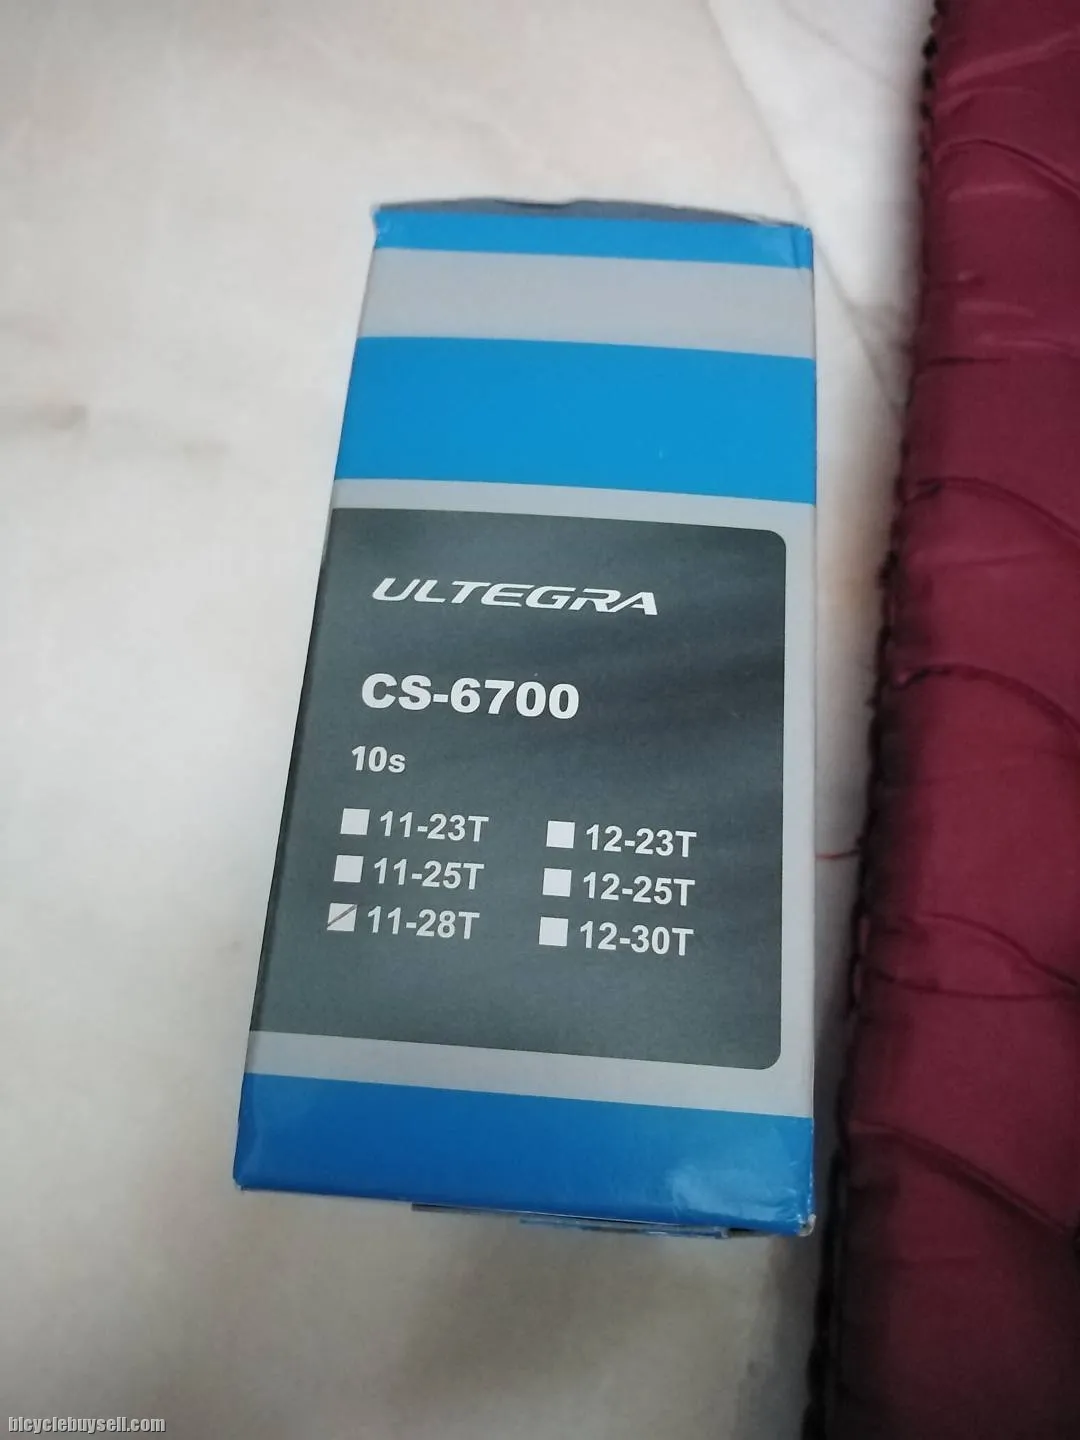 ULTEGRA
CS-6700
10s
11-23T 12-23T
11-25T 12-25T
11-28T 12-30T
bicyclebuysell.com